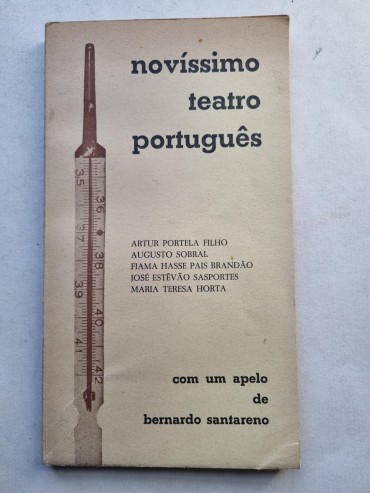 novíssimo
teatro
português
ARTUR PORTELA FILHO
AUGUSTO SOBRAL
FIAMA HASSE PAIS BRANDÃO
JOSÉ ESTÊVÃO SASPORTES
MARIA TERESA HORTA
com um apelo
de
bernardo santareno
35
36
37
38
39
40
41
42